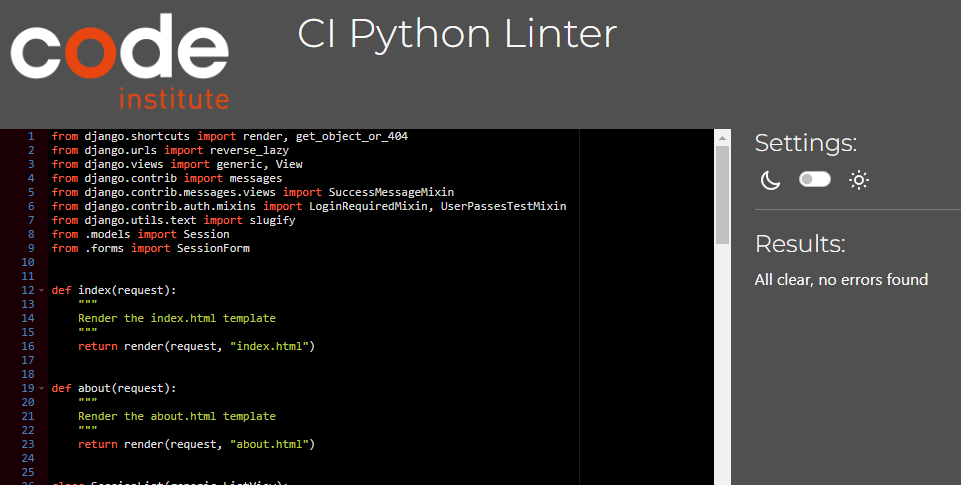 code
institute
CI Python Linter
1 from django.shortcuts import render, get_object_or_404
2 from django.urls import reverse_lazy
3 from django.views import generic, View
4 from django.contrib import messages
5 from django.contrib.messages.views import SuccessMessageMixin
6 from django.contrib.auth.mixins import LoginRequiredMixin, UserPassesTestMixin
7 from django.utils.text import slugify
8 from .models import Session
9 from .forms import SessionForm
10
11
12 def index(request):
13     """
14     Render the index.html template
15     """
16     return render(request, "index.html")
17
18
19 def about(request):
20     """
21     Render the about.html template
22     """
23     return render(request, "about.html")
24
25
26 class SessionList(generic.ListView):
Settings:
Results:
All clear, no errors found